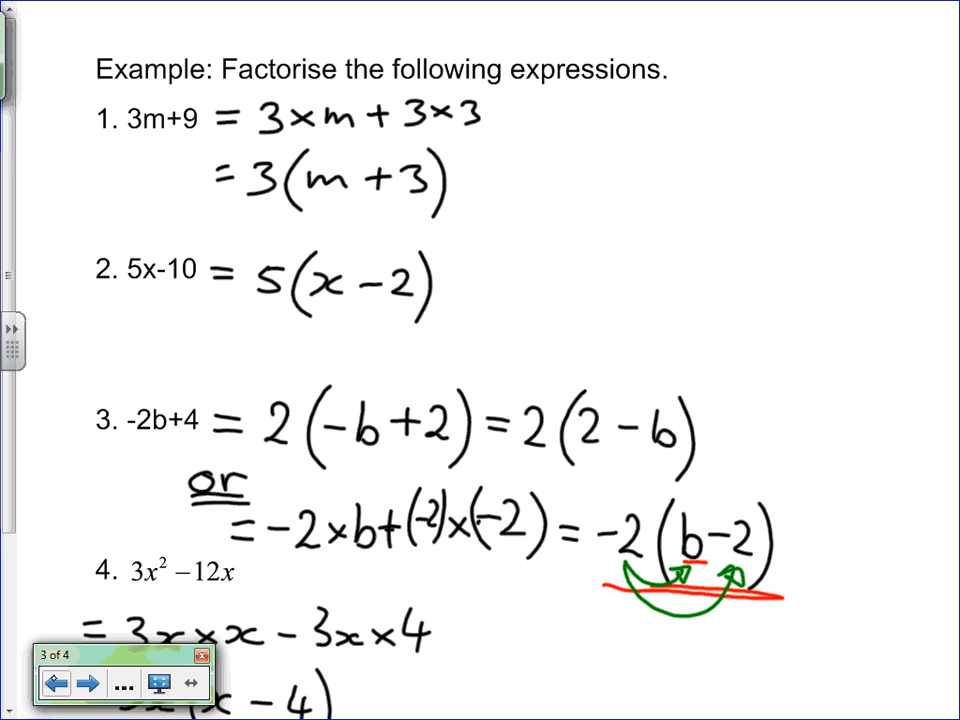 Example: Factorise the following expressions.
1. 3m+9 = 3×m + 3×3
= 3(m + 3)
2. 5x-10 = 5(x - 2)
3. -2b+4 = 2(-b+2) = 2(2-b)
or
= -2×b+(-2)×(-2) = -2(b-2)
4. 3x² - 12x
= 3x×x - 3x×4
3 of 4
(x - 4)